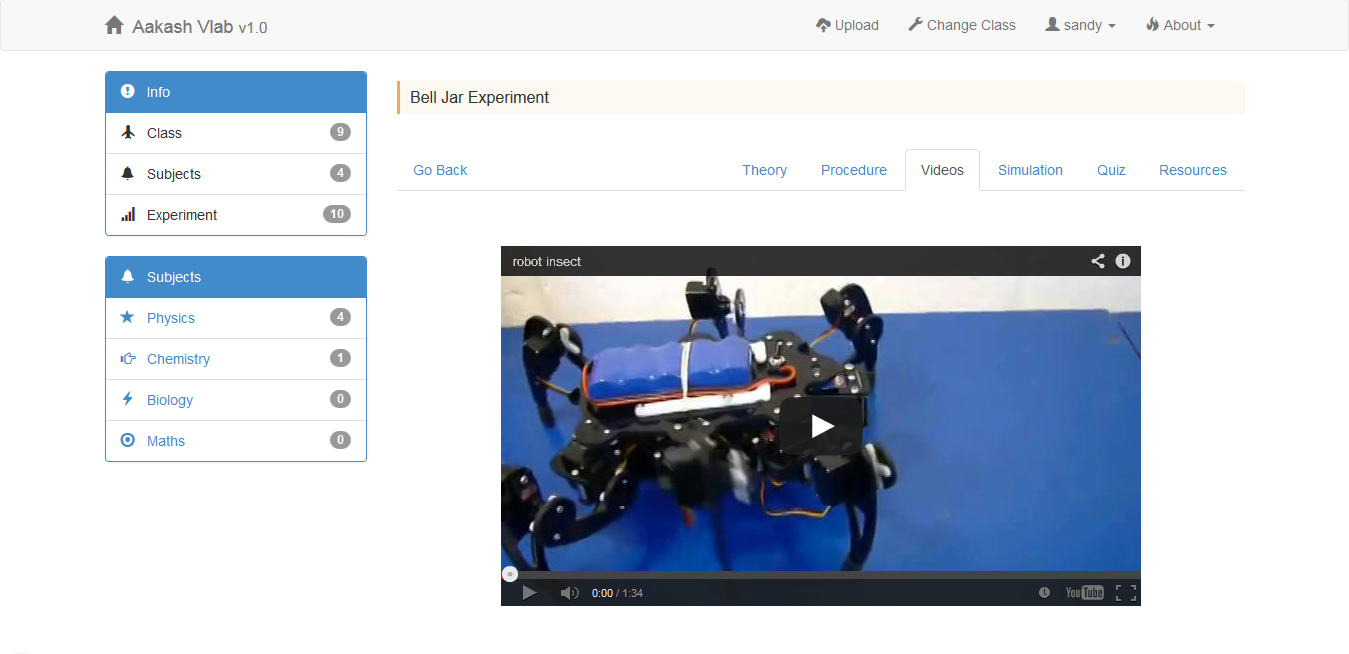 Aakash Vlab v1.0 Upload Change Class sandy About
Info
Class 9
Subjects 4
Experiment 10
Subjects
Physics 4
Chemistry 1
Biology 0
Maths 0
Bell Jar Experiment
Go Back Theory Procedure Videos Simulation Quiz Resources
robot insect
0:00 / 1:34 YouTube